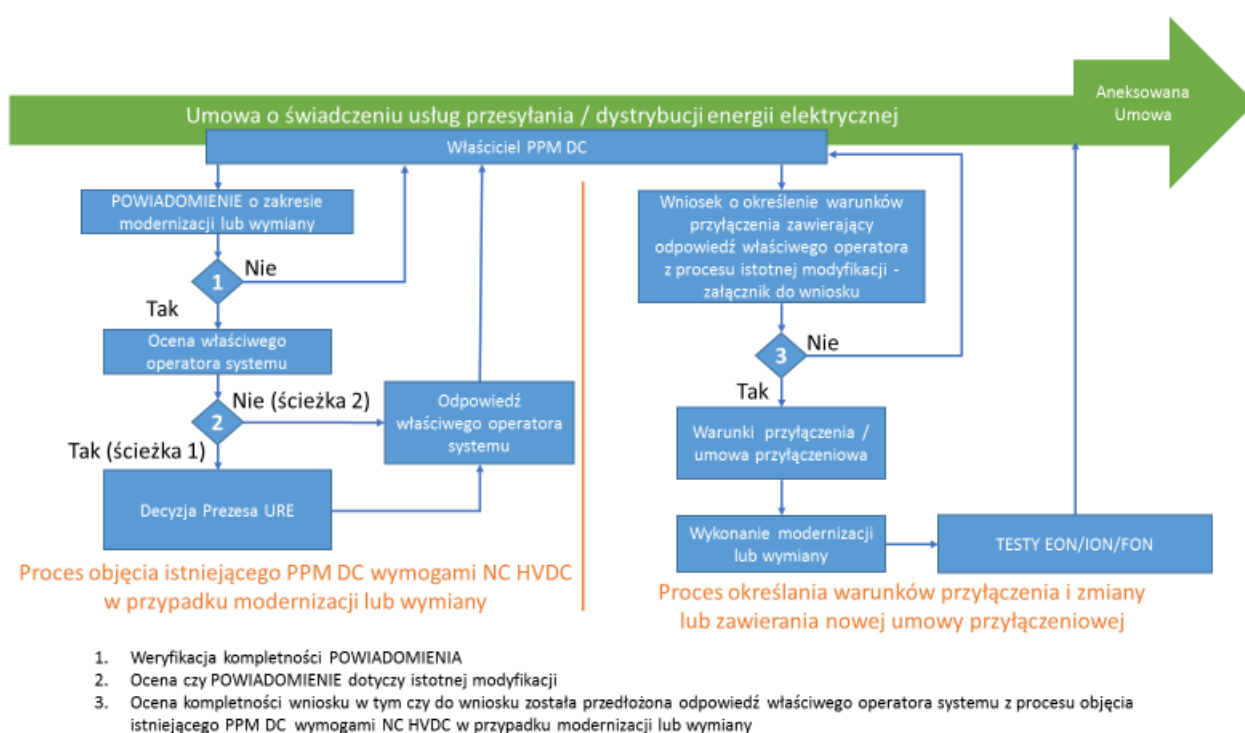 Aneksowana
Umowa
Umowa o świadczeniu usług przesyłania / dystrybucji energii elektrycznej
Właściciel PPM DC
POWIADOMIENIE o zakresie
modernizacji lub wymiany
1
Nie
Tak
Ocena właściwego
operatora systemu
2
Nie (ścieżka 2)
Tak (ścieżka 1)
Odpowiedź
właściwego operatora
systemu
Decyzja Prezesa URE
Proces objęcia istniejącego PPM DC wymogami NC HVDC
w przypadku modernizacji lub wymiany
Wniosek o określenie warunków
przyłączenia zawierający
odpowiedź właściwego operatora
z procesu istotnej modyfikacji -
załącznik do wniosku
3
Nie
Tak
Warunki przyłączenia /
umowa przyłączeniowa
Wykonanie modernizacji
lub wymiany
TESTY EON/ION/FON
Proces określania warunków przyłączenia i zmiany
lub zawierania nowej umowy przyłączeniowej
1. Weryfikacja kompletności POWIADOMIENIA
2. Ocena czy POWIADOMIENIE dotyczy istotnej modyfikacji
3. Ocena kompletności wniosku w tym czy do wniosku została przedłożona odpowiedź właściwego operatora systemu z procesu objęcia
istniejącego PPM DC wymogami NC HVDC w przypadku modernizacji lub wymiany